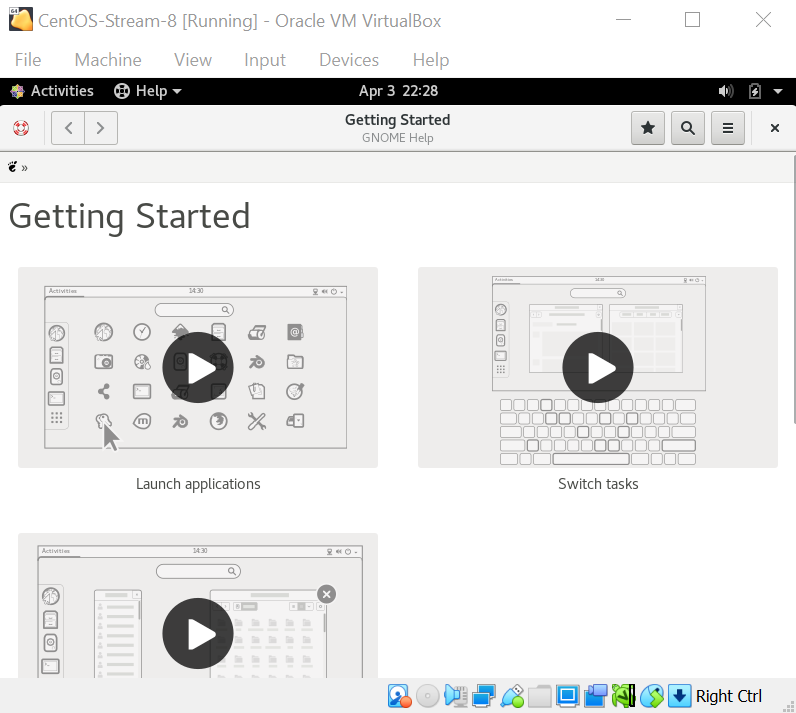 CentOS-Stream-8 [Running] - Oracle VM VirtualBox
File Machine View Input Devices Help
Activities Help Apr 3 22:28
Getting Started
GNOME Help
»
Getting Started
Activities 14:30
Activities 14:30
Launch applications
Switch tasks
Activities 14:30
Right Ctrl